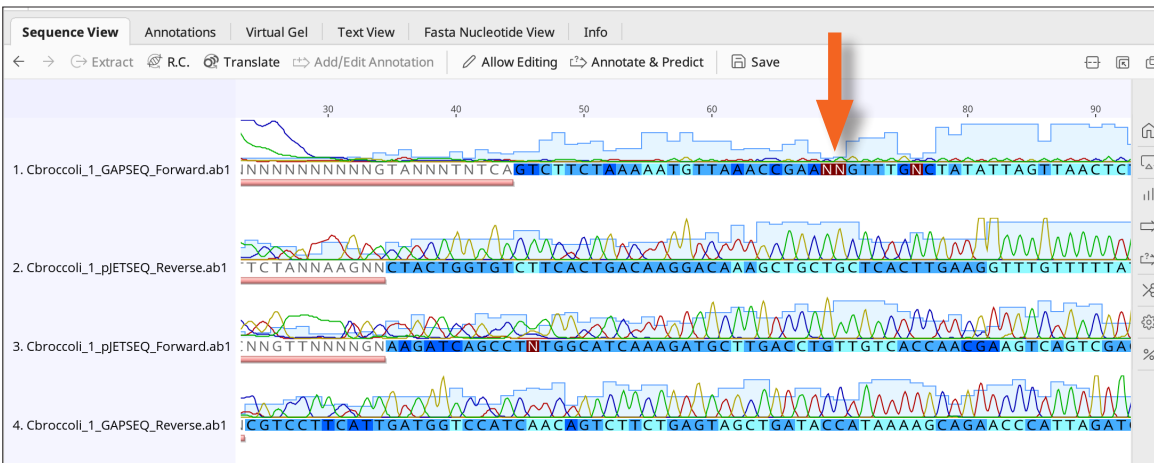 Sequence View Annotations Virtual Gel Text View Fasta Nucleotide View Info
Extract R.C. Translate Add/Edit Annotation Allow Editing Annotate & Predict Save
30 40 50 60 80 90
1. Cbroccoli_1_GAPSEQ_Forward.ab1 NNNNNNNNNNNGTANNNTNTCAGTCTTCTAAAAATGTTAAACCGAANNGTTTGNCTATATTAGTTAACTC
2. Cbroccoli_1_pJETSEQ_Reverse.ab1 TCTANNAAGNNCTACTGGTGTCTTCACTGACAAGGACAAAGCTGCTGCTCACTTGAAGGTTTGTTTTTA
3. Cbroccoli_1_pJETSEQ_Forward.ab1 NNGTTNNNNGNAAGATCAGCCTNTGGCATCAAAGATGCTTGACCTGTTGTCACCAACGAAGTCAGTCGA
4. Cbroccoli_1_GAPSEQ_Reverse.ab1 CGTCCTTCATTGATGGTCCATCAACAGTCTTCTGAGTAGCTGATACCATAAAAGCAGAACCCATTAGAT